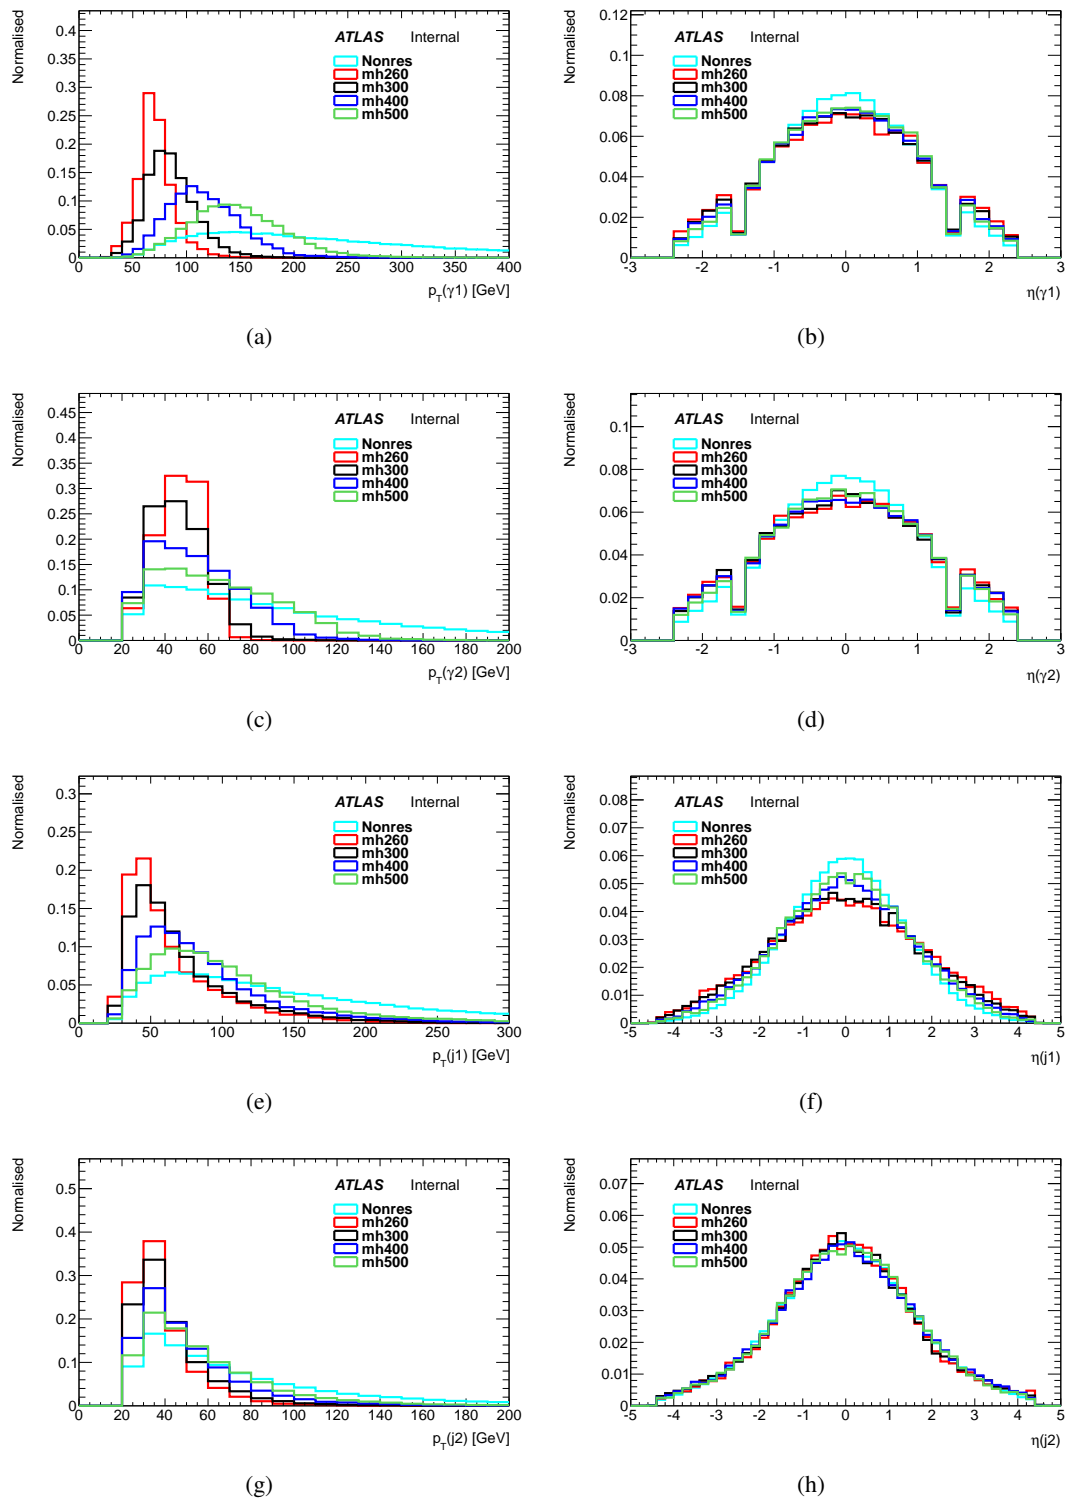 Normalised
0.4
0.35
0.3
0.25
0.2
0.15
0.1
0.05
0
ATLAS Internal
Nonres
mh260
mh300
mh400
mh500
0 50 100 150 200 250 300 350 400
p_T(γ1) [GeV]
(a)
Normalised
0.12
0.1
0.08
0.06
0.04
0.02
0
ATLAS Internal
Nonres
mh260
mh300
mh400
mh500
-3 -2 -1 0 1 2 3
η(γ1)
(b)
Normalised
0.45
0.4
0.35
0.3
0.25
0.2
0.15
0.1
0.05
0
ATLAS Internal
Nonres
mh260
mh300
mh400
mh500
0 20 40 60 80 100 120 140 160 180 200
p_T(γ2) [GeV]
(c)
Normalised
0.1
0.08
0.06
0.04
0.02
0
ATLAS Internal
Nonres
mh260
mh300
mh400
mh500
-3 -2 -1 0 1 2 3
η(γ2)
(d)
Normalised
0.3
0.25
0.2
0.15
0.1
0.05
0
ATLAS Internal
Nonres
mh260
mh300
mh400
mh500
50 100 150 200 250 300
p_T(j1) [GeV]
(e)
Normalised
0.08
0.07
0.06
0.05
0.04
0.03
0.02
0.01
0
ATLAS Internal
Nonres
mh260
mh300
mh400
mh500
-5 -4 -3 -2 -1 0 1 2 3 4 5
η(j1)
(f)
Normalised
0.5
0.4
0.3
0.2
0.1
0
ATLAS Internal
Nonres
mh260
mh300
mh400
mh500
0 20 40 60 80 100 120 140 160 180 200
p_T(j2) [GeV]
(g)
Normalised
0.07
0.06
0.05
0.04
0.03
0.02
0.01
0
ATLAS Internal
Nonres
mh260
mh300
mh400
mh500
-5 -4 -3 -2 -1 0 1 2 3 4 5
η(j2)
(h)